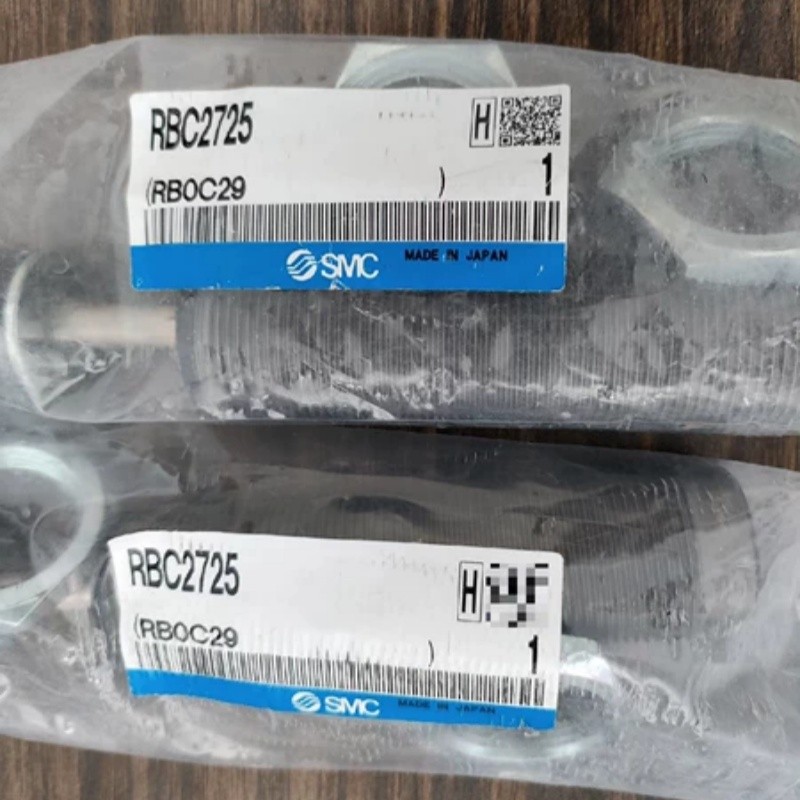 RBC2725
H
(RB0C29 )
1
SMC MADE IN JAPAN
RBC2725
H
(RB0C29 )
1
SMC MADE IN JAPAN